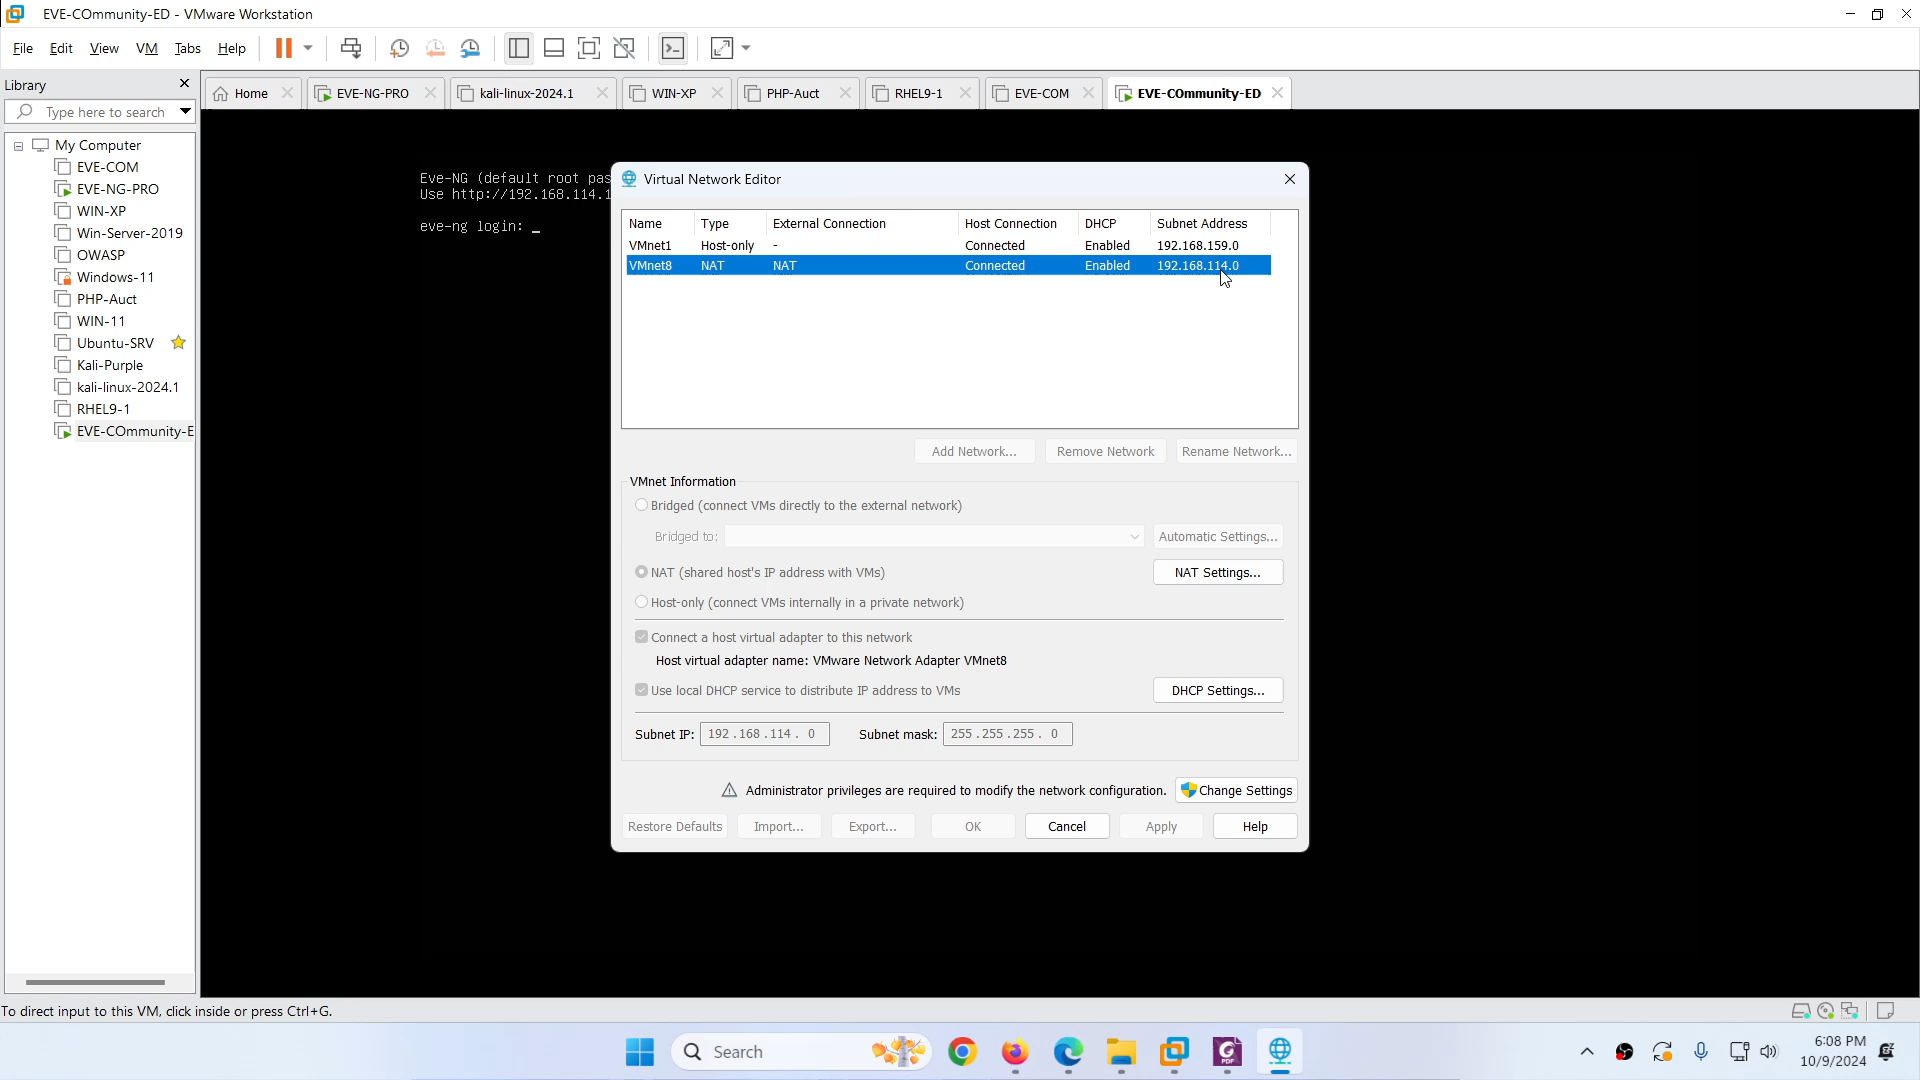 EVE-COmmunity-ED - VMware Workstation
File Edit View VM Tabs Help
Library
Type here to search
Home EVE-NG-PRO kali-linux-2024.1 WIN-XP PHP-Auct RHEL9-1 EVE-COM EVE-COmmunity-ED
My Computer
EVE-COM
EVE-NG-PRO
WIN-XP
Win-Server-2019
OWASP
Windows-11
PHP-Auct
WIN-11
Ubuntu-SRV
Kali-Purple
kali-linux-2024.1
RHEL9-1
EVE-COmmunity-E
Eve-NG (default root pas
Use http://192.168.114.1
eve-ng login: _
Virtual Network Editor
Name Type External Connection Host Connection DHCP Subnet Address
VMnet1 Host-only - Connected Enabled 192.168.159.0
VMnet8 NAT NAT Connected Enabled 192.168.114.0
Add Network... Remove Network Rename Network...
VMnet Information
Bridged (connect VMs directly to the external network)
Bridged to: Automatic Settings...
NAT (shared host's IP address with VMs) NAT Settings...
Host-only (connect VMs internally in a private network)
Connect a host virtual adapter to this network
Host virtual adapter name: VMware Network Adapter VMnet8
Use local DHCP service to distribute IP address to VMs DHCP Settings...
Subnet IP: 192 . 168 . 114 . 0 Subnet mask: 255 . 255 . 255 . 0
Administrator privileges are required to modify the network configuration. Change Settings
Restore Defaults Import... Export... OK Cancel Apply Help
To direct input to this VM, click inside or press Ctrl+G.
Search
PDF
6:08 PM
10/9/2024